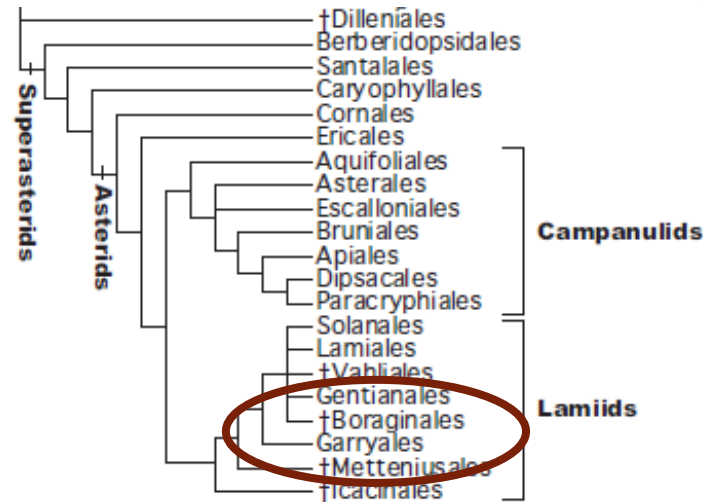 †Dilleniales
Berberidopsidales
Santalales
Caryophyllales
Cornales
Ericales
Aquifoliales
Asterales
Escalloniales
Bruniales
Apiales
Dipsacales
Paracryphiales
Solanales
Lamiales
†Vahliales
Gentianales
†Boraginales
Garryales
†Metteniusales
†Icacinales
Superasterids
Asterids
Campanulids
Lamiids